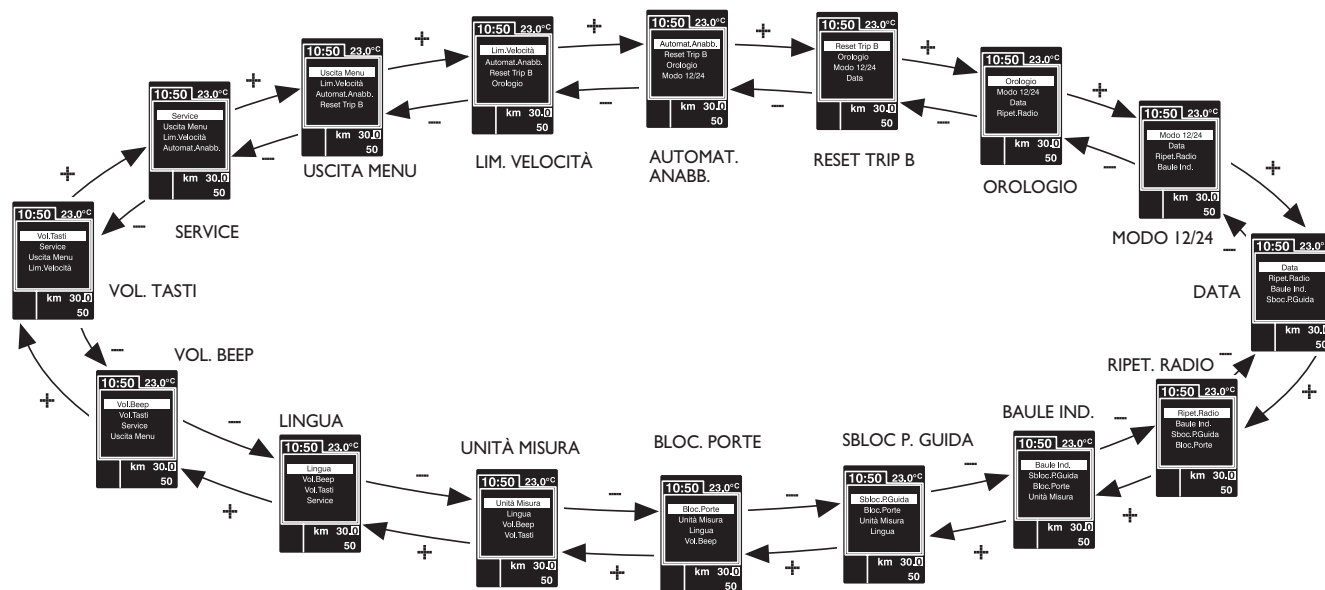 10:50 23.0°C
Service
Uscita Menu
Lim.Velocità
Automat.Anabb.
km 30.0
50
SERVICE
+
–
10:50 23.0°C
Uscita Menu
Lim.Velocità
Automat.Anabb.
Reset Trip B
km 30.0
50
USCITA MENU
+
–
10:50 23.0°C
Lim.Velocità
Automat.Anabb.
Reset Trip B
Orologio
km 30.0
50
LIM. VELOCITÀ
+
–
10:50 23.0°C
Automat.Anabb.
Reset Trip B
Orologio
Modo 12/24
km 30.0
50
AUTOMAT.
ANABB.
+
–
10:50 23.0°C
Reset Trip B
Orologio
Modo 12/24
Data
km 30.0
50
RESET TRIP B
+
–
10:50 23.0°C
Orologio
Modo 12/24
Data
Ripet.Radio
km 30.0
50
OROLOGIO
+
–
10:50 23.0°C
Modo 12/24
Data
Ripet.Radio
Baule Ind.
km 30.0
50
MODO 12/24
+
–
10:50 23.0°C
Data
Ripet.Radio
Baule Ind.
Sboc.P.Guida
km 30.0
50
DATA
+
–
RIPET. RADIO
10:50 23.0°C
Ripet.Radio
Baule Ind.
Sboc.P.Guida
Bloc.Porte
km 30.0
50
–
+
BAULE IND.
10:50 23.0°C
Baule Ind.
Sbloc.P.Guida
Bloc.Porte
Unità Misura
km 30.0
50
–
+
SBLOC P. GUIDA
10:50 23.0°C
Sbloc.P.Guida
Bloc.Porte
Unità Misura
Lingua
km 30.0
50
–
+
BLOC. PORTE
10:50 23.0°C
Bloc.Porte
Unità Misura
Lingua
Vol.Beep
km 30.0
50
–
+
UNITÀ MISURA
10:50 23.0°C
Unità Misura
Lingua
Vol.Beep
Vol.Tasti
km 30.0
50
–
+
LINGUA
10:50 23.0°C
Lingua
Vol.Beep
Vol.Tasti
Service
km 30.0
50
–
+
VOL. BEEP
10:50 23.0°C
Vol.Beep
Vol.Tasti
Service
Uscita Menu
km 30.0
50
–
+
10:50 23.0°C
Vol.Tasti
Service
Uscita Menu
Lim.Velocità
km 30.0
50
VOL. TASTI
+
–